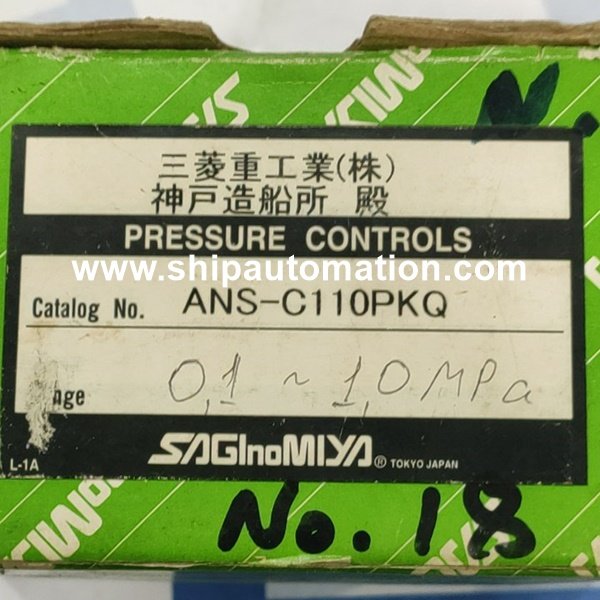 三菱重工業(株)
神戸造船所 殿
PRESSURE CONTROLS
www.shipautomation.com
Catalog No. ANS-C110PKQ
0,1 ~ 1,0 MPa
L-1A
SAGInoMIYA® TOKYO JAPAN
No. 18